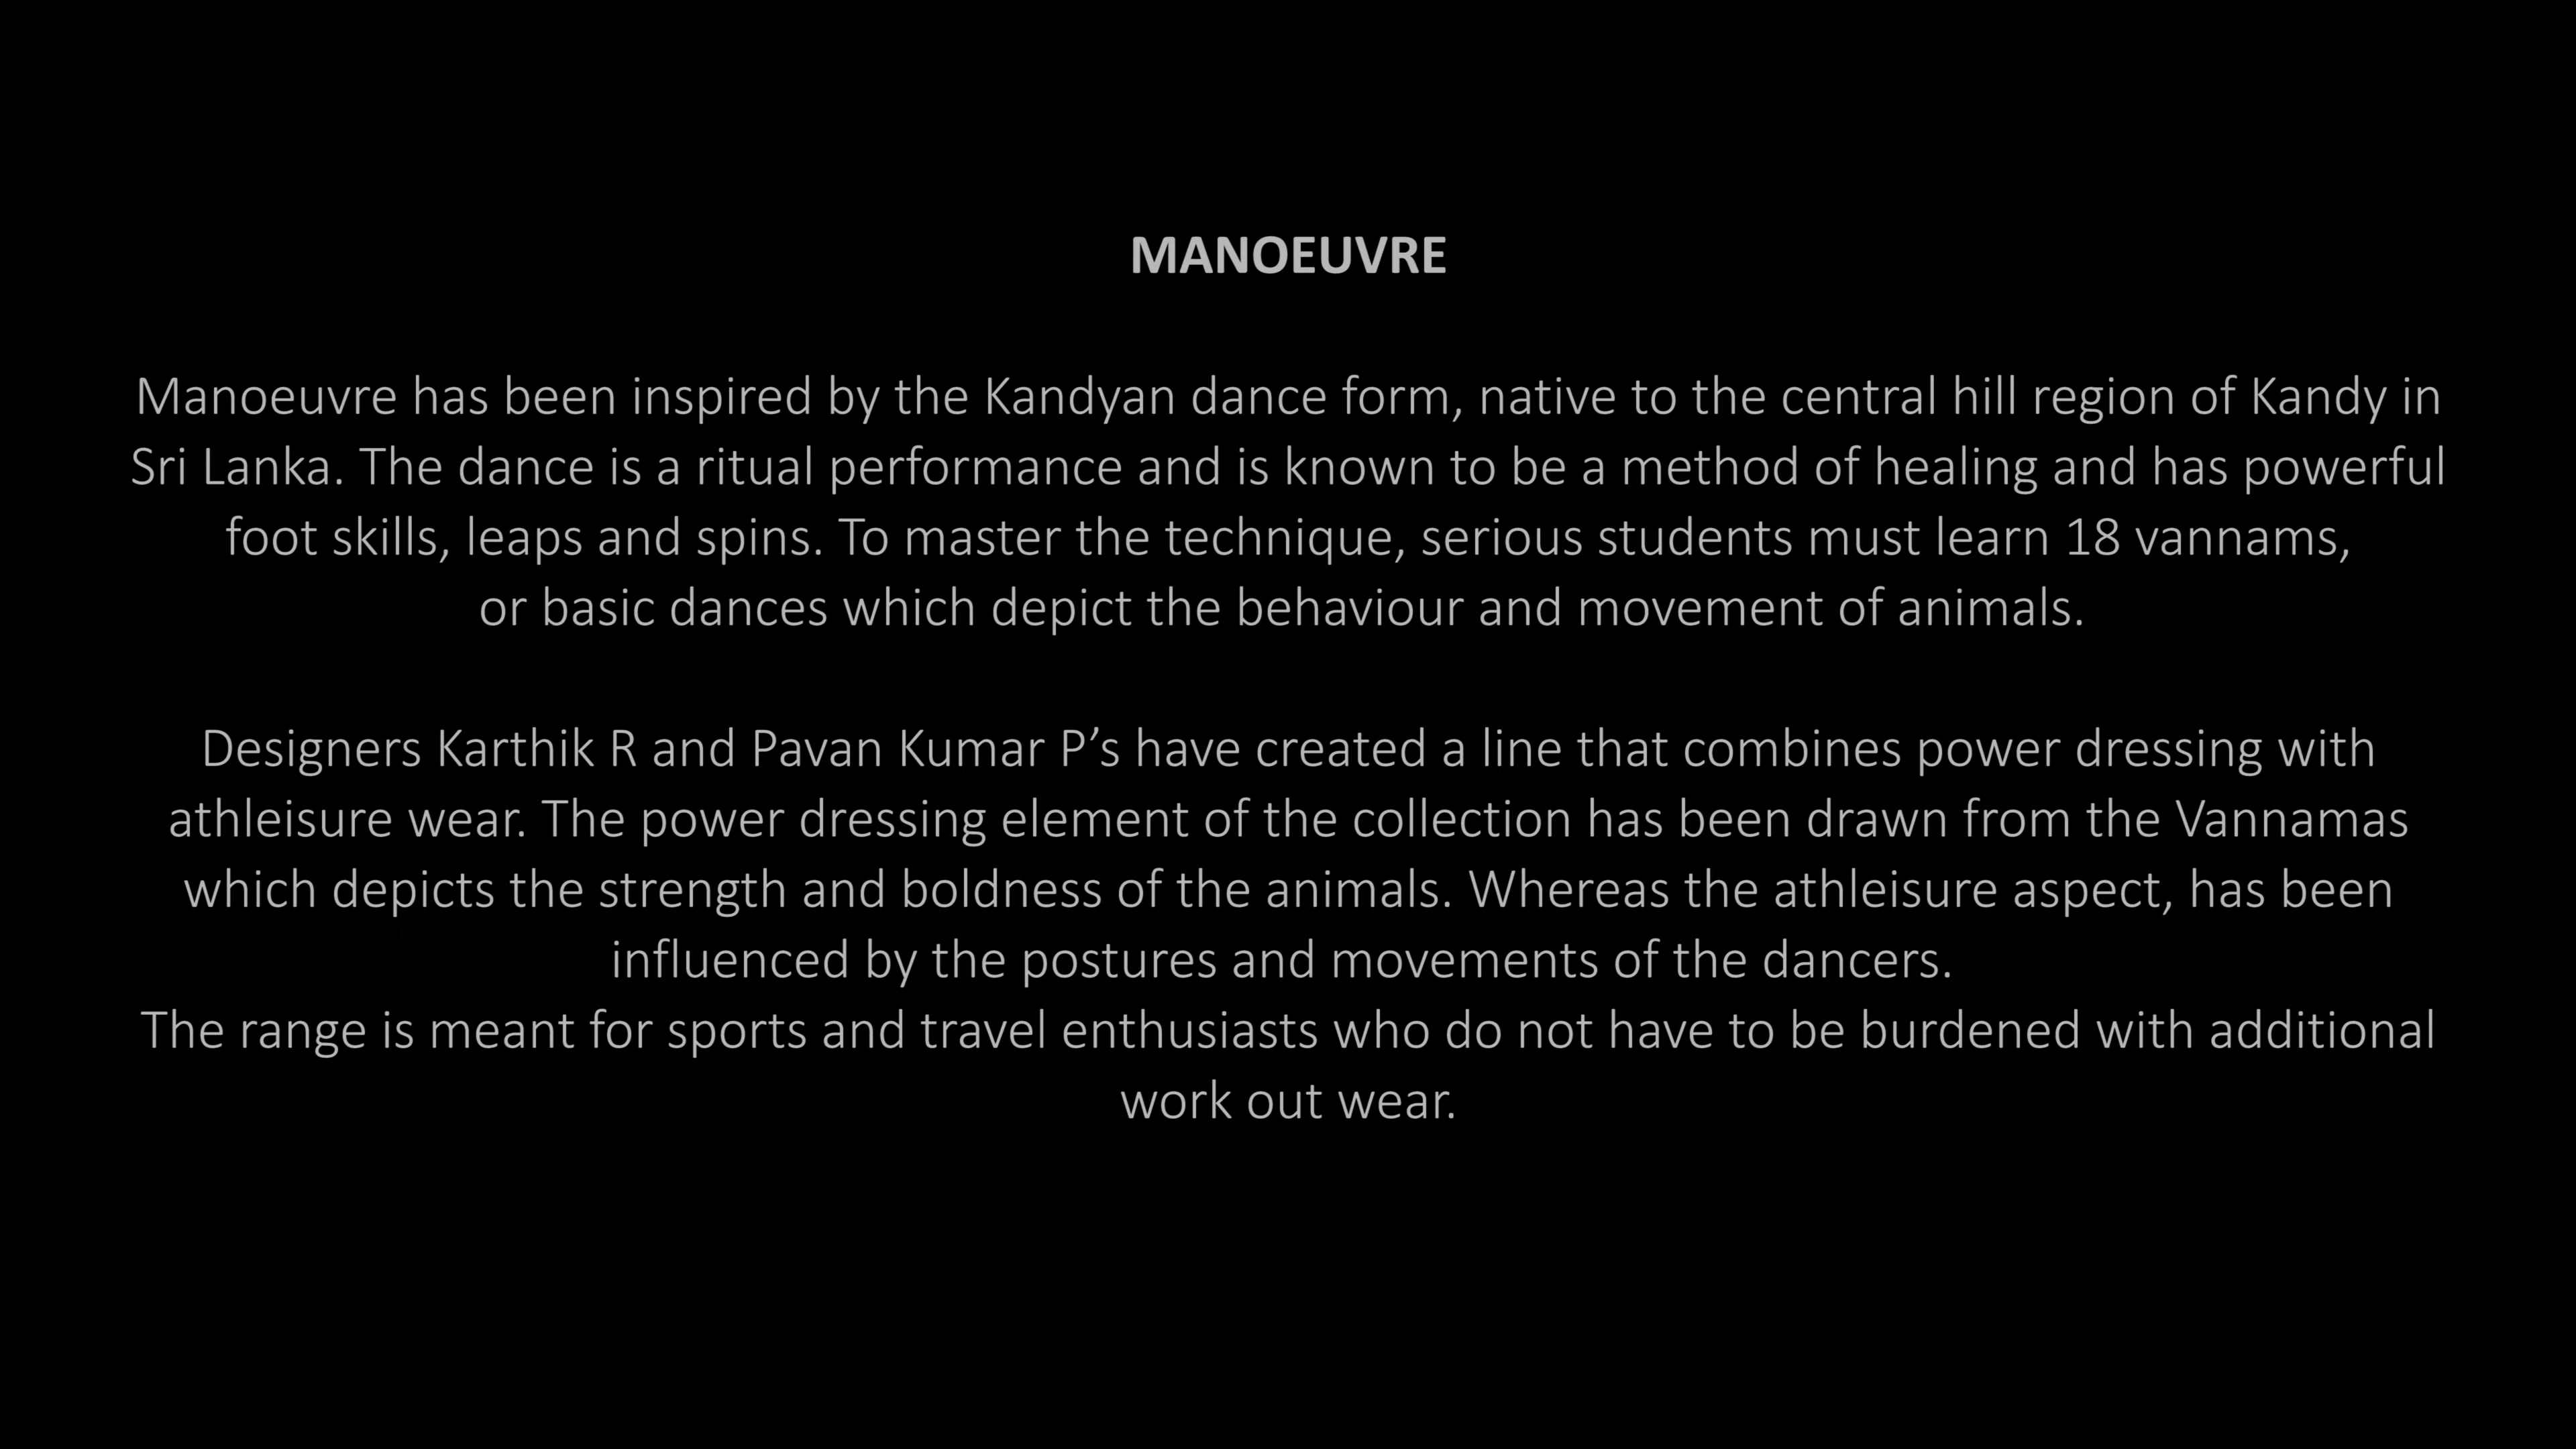 MANOEUVRE
Manoeuvre has been inspired by the Kandyan dance form, native to the central hill region of Kandy in
Sri Lanka. The dance is a ritual performance and is known to be a method of healing and has powerful
foot skills, leaps and spins. To master the technique, serious students must learn 18 vannams,
or basic dances which depict the behaviour and movement of animals.
Designers Karthik R and Pavan Kumar P’s have created a line that combines power dressing with
athleisure wear. The power dressing element of the collection has been drawn from the Vannamas
which depicts the strength and boldness of the animals. Whereas the athleisure aspect, has been
influenced by the postures and movements of the dancers.
The range is meant for sports and travel enthusiasts who do not have to be burdened with additional
work out wear.